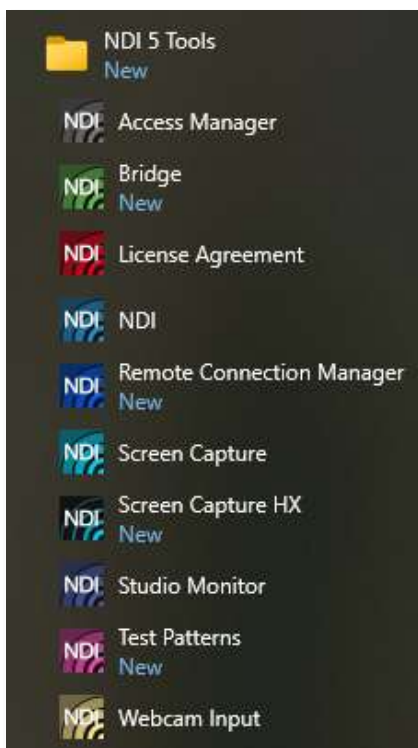 NDI 5 Tools
New
NDI Access Manager
NDI Bridge
New
NDI License Agreement
NDI NDI
NDI Remote Connection Manager
New
NDI Screen Capture
NDI Screen Capture HX
New
NDI Studio Monitor
NDI Test Patterns
New
NDI Webcam Input